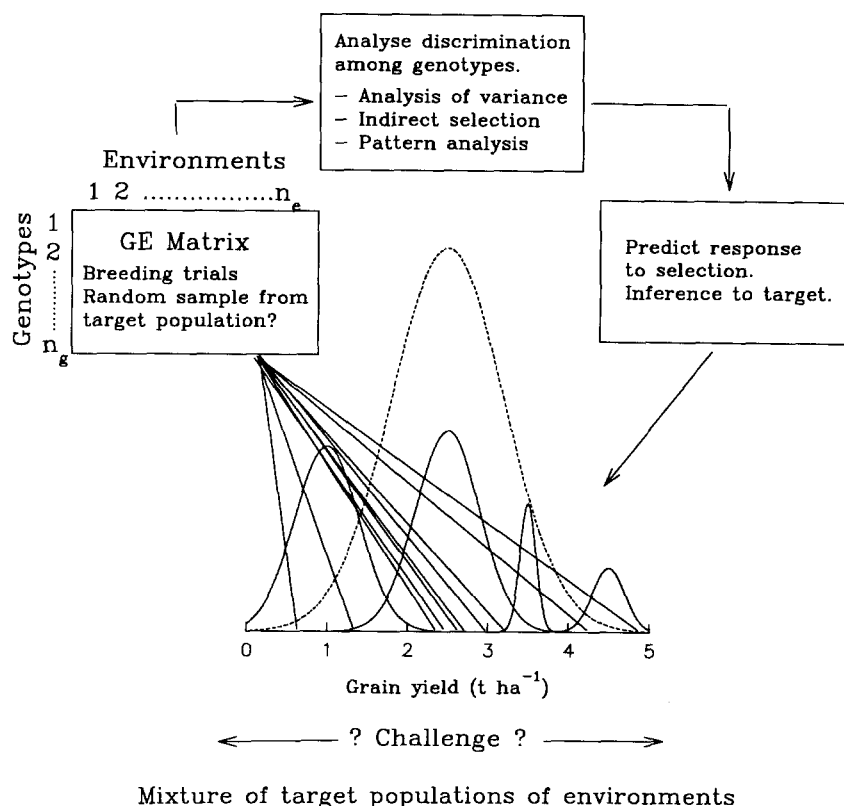 Analyse discrimination
among genotypes.
– Analysis of variance
– Indirect selection
– Pattern analysis
Environments
1 2 .................n_e
Genotypes
1
2
n_g
GE Matrix
Breeding trials
Random sample from
target population?
Predict response
to selection.
Inference to target.
0 1 2 3 4 5
Grain yield (t ha⁻¹)
? Challenge ?
Mixture of target populations of environments